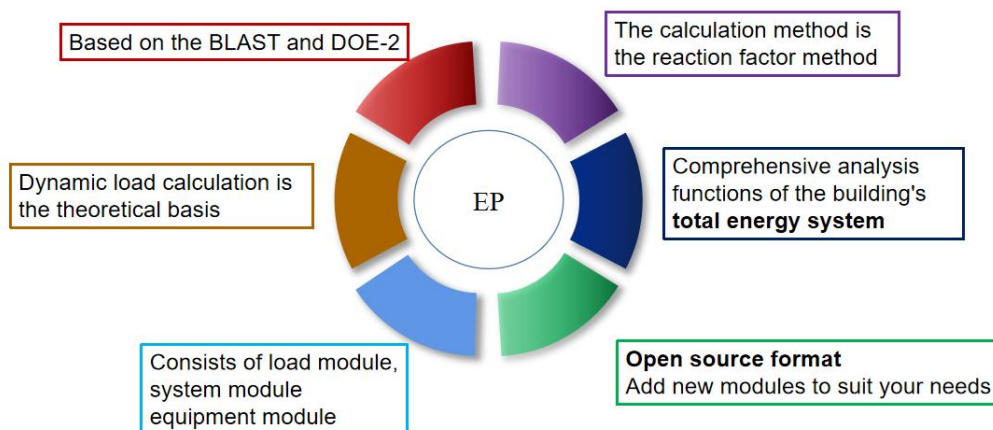 Based on the BLAST and DOE-2
The calculation method is
the reaction factor method
Dynamic load calculation is
the theoretical basis
EP
Comprehensive analysis
functions of the building's
total energy system
Consists of load module,
system module
equipment module
Open source format
Add new modules to suit your needs